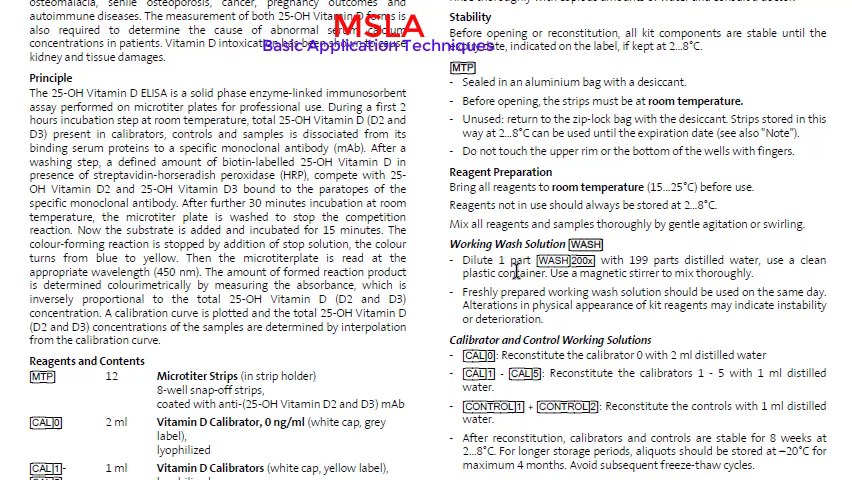 osteomalacia, senile osteoporosis, cancer, pregnancy outcomes and
autoimmune diseases. The measurement of both 25-OH Vitamin D forms is
also required to determine the cause of abnormal serum calcium
concentrations in patients. Vitamin D intoxication has been shown to cause
kidney and tissue damages.
Principle
The 25-OH Vitamin D ELISA is a solid phase enzyme-linked immunosorbent
assay performed on microtiter plates for professional use. During a first 2
hours incubation step at room temperature, total 25-OH Vitamin D (D2 and
D3) present in calibrators, controls and samples is dissociated from its
binding serum proteins to a specific monoclonal antibody (mAb). After a
washing step, a defined amount of biotin-labelled 25-OH Vitamin D in
presence of streptavidin-horseradish peroxidase (HRP), compete with 25-
OH Vitamin D2 and 25-OH Vitamin D3 bound to the paratopes of the
specific monoclonal antibody. After further 30 minutes incubation at room
temperature, the microtiter plate is washed to stop the competition
reaction. Now the substrate is added and incubated for 15 minutes. The
colour-forming reaction is stopped by addition of stop solution, the colour
turns from blue to yellow. Then the microtiterplate is read at the
appropriate wavelength (450 nm). The amount of formed reaction product
is determined colourimetrically by measuring the absorbance, which is
inversely proportional to the total 25-OH Vitamin D (D2 and D3)
concentration. A calibration curve is plotted and the total 25-OH Vitamin D
(D2 and D3) concentrations of the samples are determined by interpolation
from the calibration curve.
Reagents and Contents
MTP 12 Microtiter Strips (in strip holder)
8-well snap-off strips,
coated with anti-(25-OH Vitamin D2 and D3) mAb
CAL|0 2 ml Vitamin D Calibrator, 0 ng/ml (white cap, grey
label),
lyophilized
CAL|1- 1 ml Vitamin D Calibrators (white cap, yellow label),
MSLA
Basic Application Techniques
Stability
Before opening or reconstitution, all kit components are stable until the
expiry date, indicated on the label, if kept at 2...8°C.
MTP
- Sealed in an aluminium bag with a desiccant.
- Before opening, the strips must be at room temperature.
- Unused: return to the zip-lock bag with the desiccant. Strips stored in this
way at 2...8°C can be used until the expiration date (see also "Note").
- Do not touch the upper rim or the bottom of the wells with fingers.
Reagent Preparation
Bring all reagents to room temperature (15...25°C) before use.
Reagents not in use should always be stored at 2...8°C.
Mix all reagents and samples thoroughly by gentle agitation or swirling.
Working Wash Solution WASH
- Dilute 1 part WASH|200x with 199 parts distilled water, use a clean
plastic container. Use a magnetic stirrer to mix thoroughly.
- Freshly prepared working wash solution should be used on the same day.
Alterations in physical appearance of kit reagents may indicate instability
or deterioration.
Calibrator and Control Working Solutions
- CAL|0: Reconstitute the calibrator 0 with 2 ml distilled water
- CAL|1 - CAL|5: Reconstitute the calibrators 1 - 5 with 1 ml distilled
water.
- CONTROL|1 + CONTROL|2: Reconstitute the controls with 1 ml distilled
water.
- After reconstitution, calibrators and controls are stable for 8 weeks at
2...8°C. For longer storage periods, aliquots should be stored at –20°C for
maximum 4 months. Avoid subsequent freeze-thaw cycles.